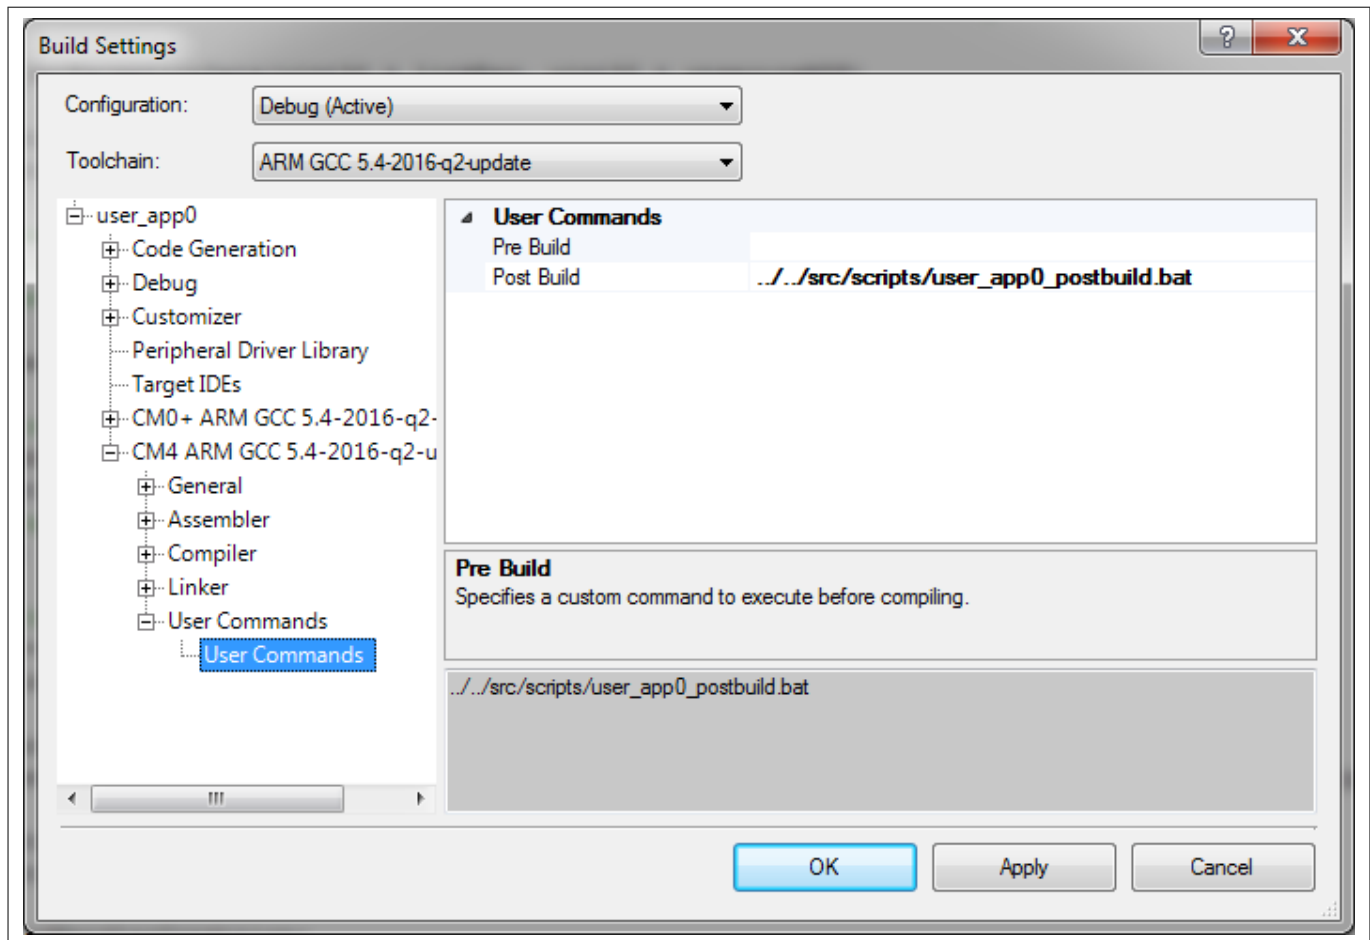 Build Settings
?
X
Configuration:
Debug (Active)
Toolchain:
ARM GCC 5.4-2016-q2-update
user_app0
Code Generation
Debug
Customizer
Peripheral Driver Library
Target IDEs
CM0+ ARM GCC 5.4-2016-q2-
CM4 ARM GCC 5.4-2016-q2-u
General
Assembler
Compiler
Linker
User Commands
User Commands
User Commands
Pre Build
Post Build ../../src/scripts/user_app0_postbuild.bat
Pre Build
Specifies a custom command to execute before compiling.
../../src/scripts/user_app0_postbuild.bat
OK
Apply
Cancel